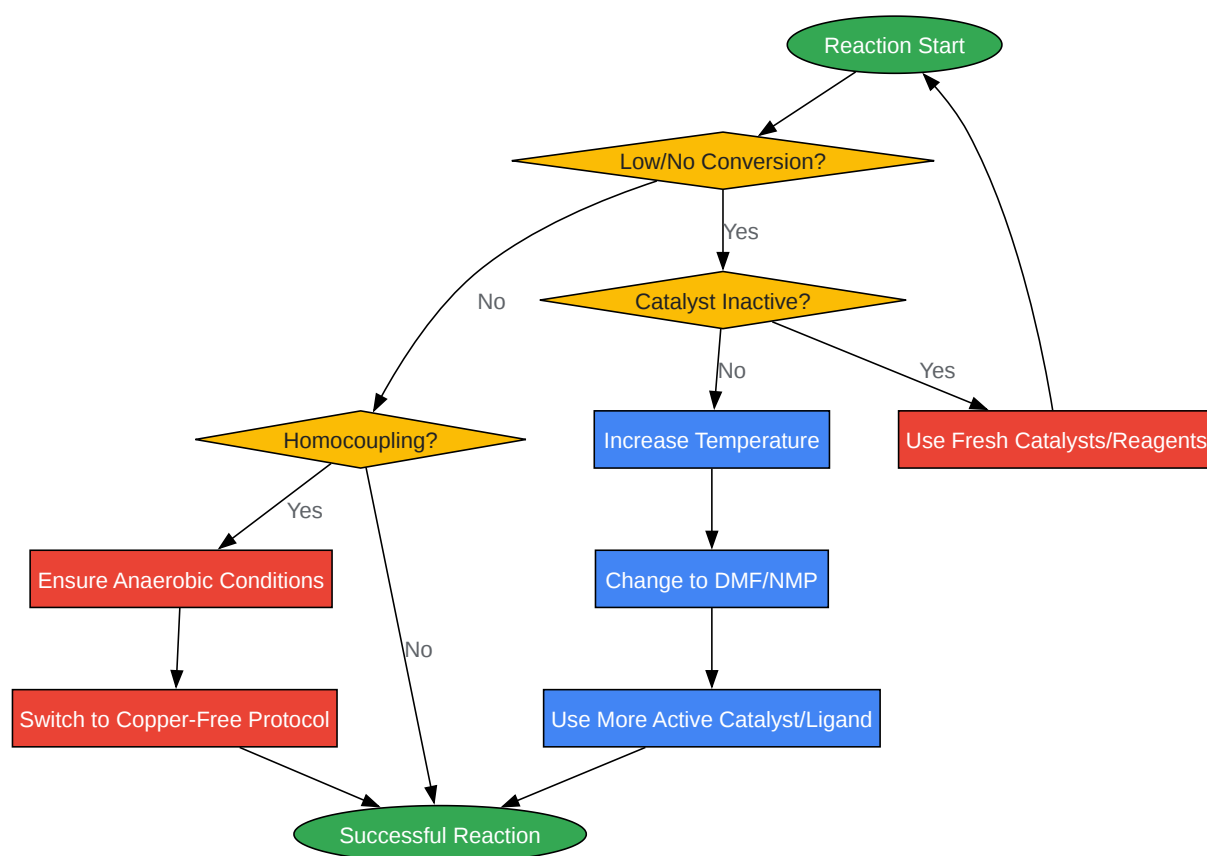 Reaction Start
Low/No Conversion?
Yes
Catalyst Inactive?
No
No
Yes
Homocoupling?
Increase Temperature
Use Fresh Catalysts/Reagents
Yes
Ensure Anaerobic Conditions
Change to DMF/NMP
No
Switch to Copper-Free Protocol
Use More Active Catalyst/Ligand
Successful Reaction